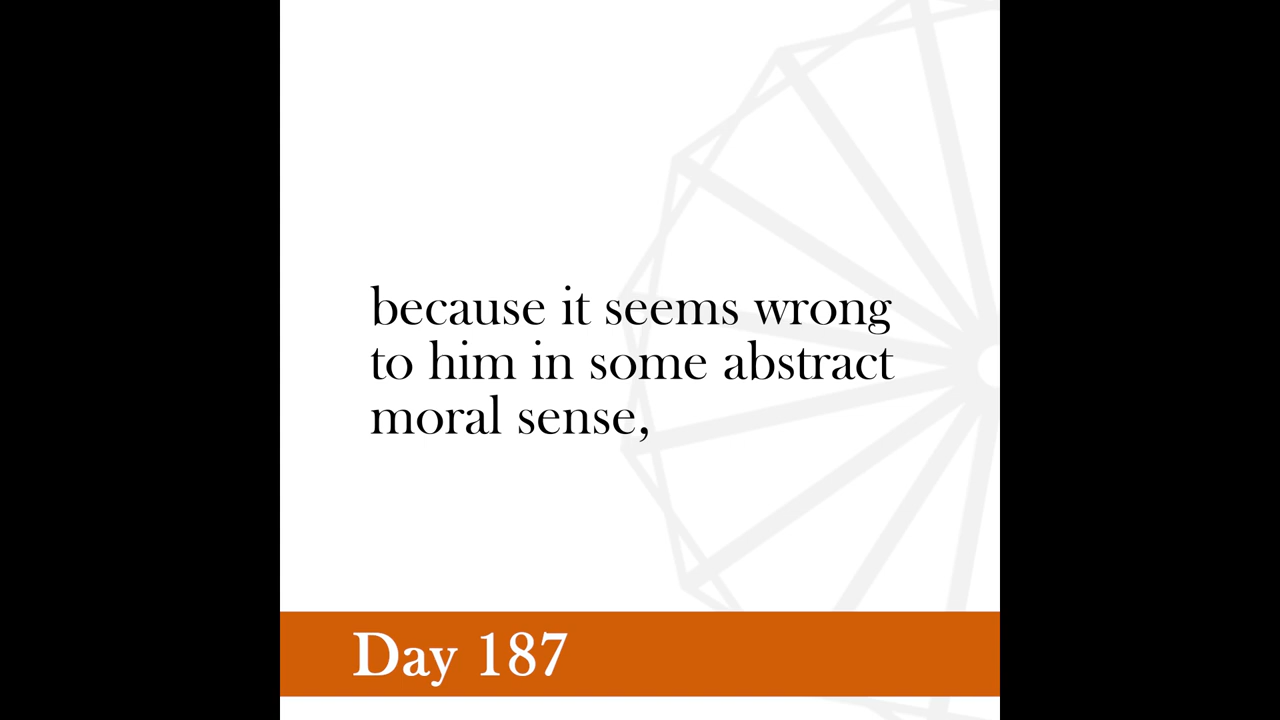 because it seems wrong
to him in some abstract
moral sense,
Day 187